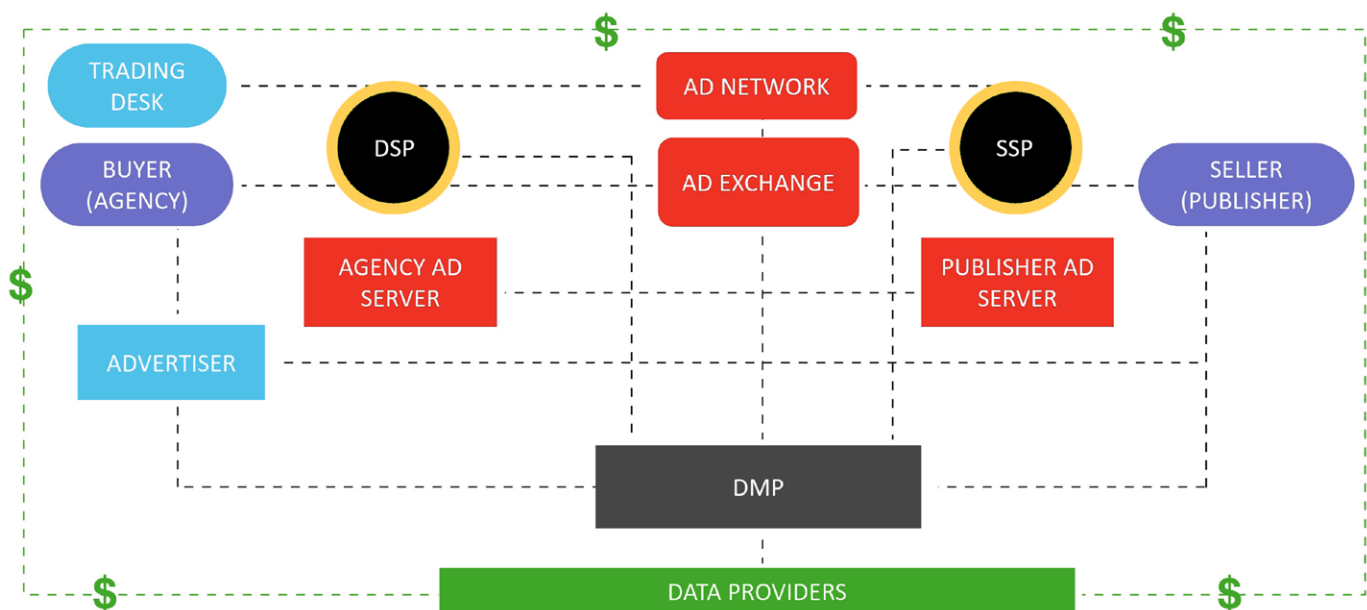 $ $
TRADING
DESK
AD NETWORK
DSP
SSP
BUYER
(AGENCY)
AD EXCHANGE
SELLER
(PUBLISHER)
$
AGENCY AD
SERVER
PUBLISHER AD
SERVER
ADVERTISER
DMP
$
DATA PROVIDERS
$